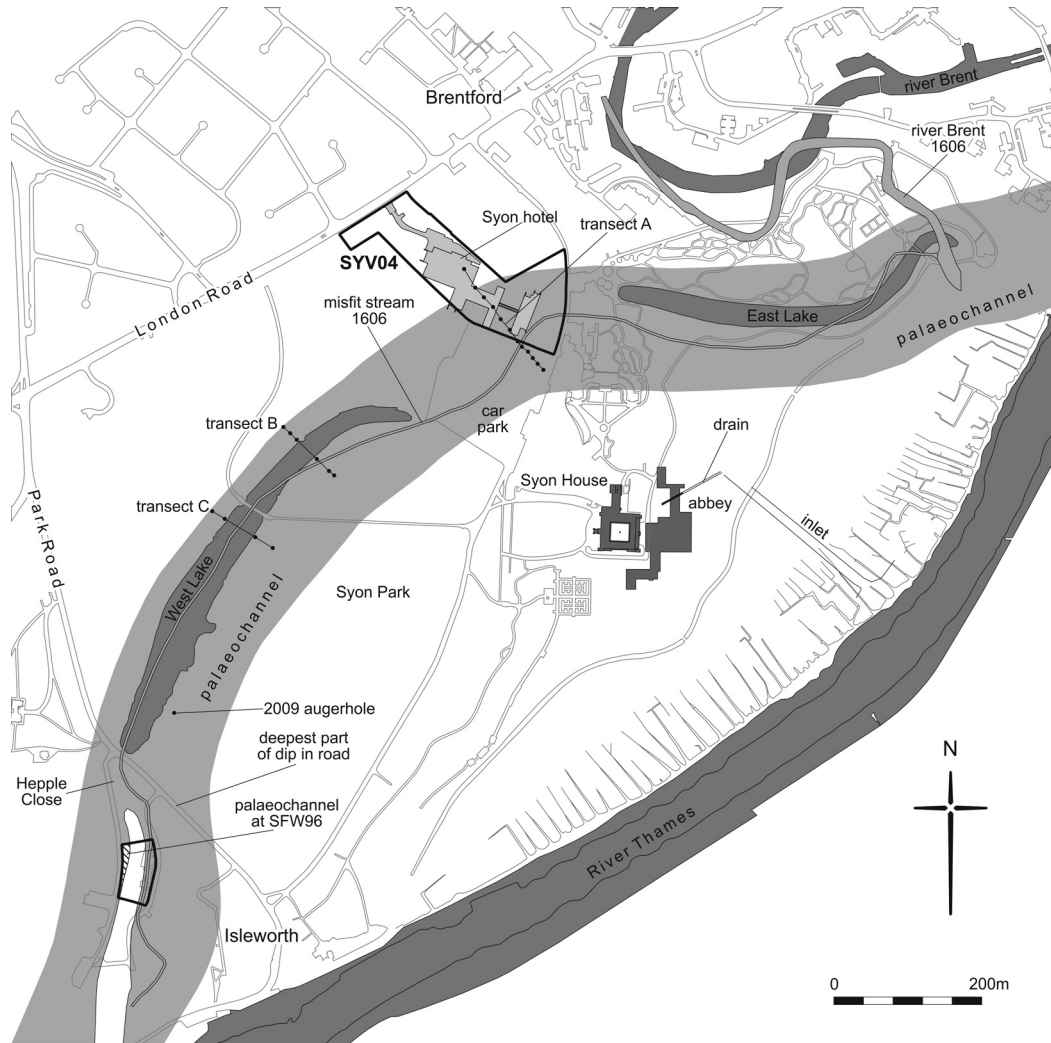 river Brent
Brentford
river Brent
1606
Syon hotel
transect A
SYV04
London Road
misfit stream
1606
East Lake
palaeochannel
car
park
transect B
drain
Syon House
abbey
transect C
inlet
Park Road
West Lake
palaeochannel
Syon Park
2009 augerhole
deepest part
of dip in road
N
Hepple
Close
palaeochannel
at SFW96
River Thames
Isleworth
0
200m